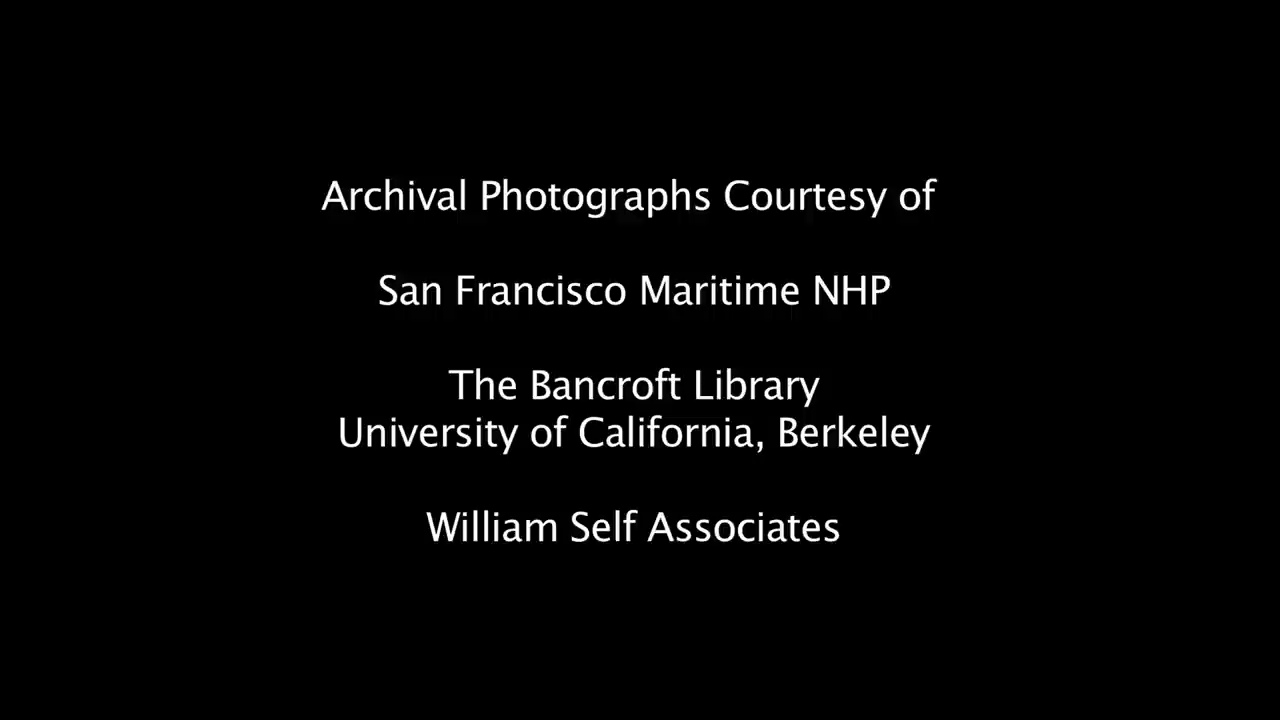 Archival Photographs Courtesy of
San Francisco Maritime NHP
The Bancroft Library
University of California, Berkeley
William Self Associates